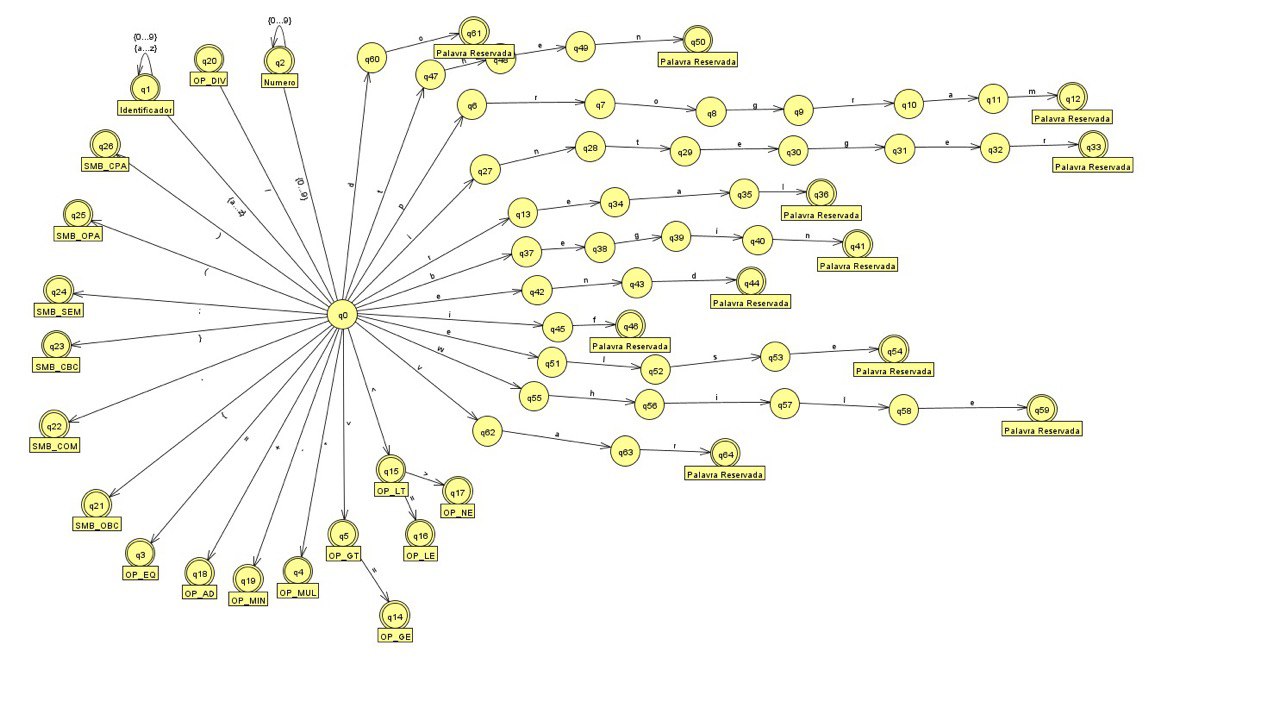 {0...9}
{a...z}
q1
Identificador
q20
OP_DIV
{0...9}
q2
Numero
q60
o
q61
Palavra Reservada
q47
q48
e
q49
n
q50
Palavra Reservada
q6
r
q7
o
q8
g
q9
r
q10
a
q11
m
q12
Palavra Reservada
q27
n
q28
t
q29
e
q30
g
q31
e
q32
r
q33
Palavra Reservada
q13
e
q34
a
q35
l
q36
Palavra Reservada
q37
e
q38
g
q39
i
q40
n
q41
Palavra Reservada
q42
n
q43
d
q44
Palavra Reservada
q45
f
q46
Palavra Reservada
q51
l
q52
s
q53
e
q54
Palavra Reservada
q55
h
q56
i
q57
l
q58
e
q59
Palavra Reservada
q62
a
q63
r
q64
Palavra Reservada
q26
SMB_CPA
q25
SMB_OPA
q24
SMB_SEM
q23
SMB_CBC
q22
SMB_COM
q21
SMB_OBC
q3
OP_EQ
q18
OP_AD
q19
OP_MIN
q4
OP_MUL
q5
OP_GT
=
q14
OP_GE
q15
OP_LT
>
q17
OP_NE
=
q16
OP_LE
q0
{a...z}
/
{0...9}
d
t
p
i
r
b
e
i
e
w
v
<
>
*
+
=
{
}
;
(
)